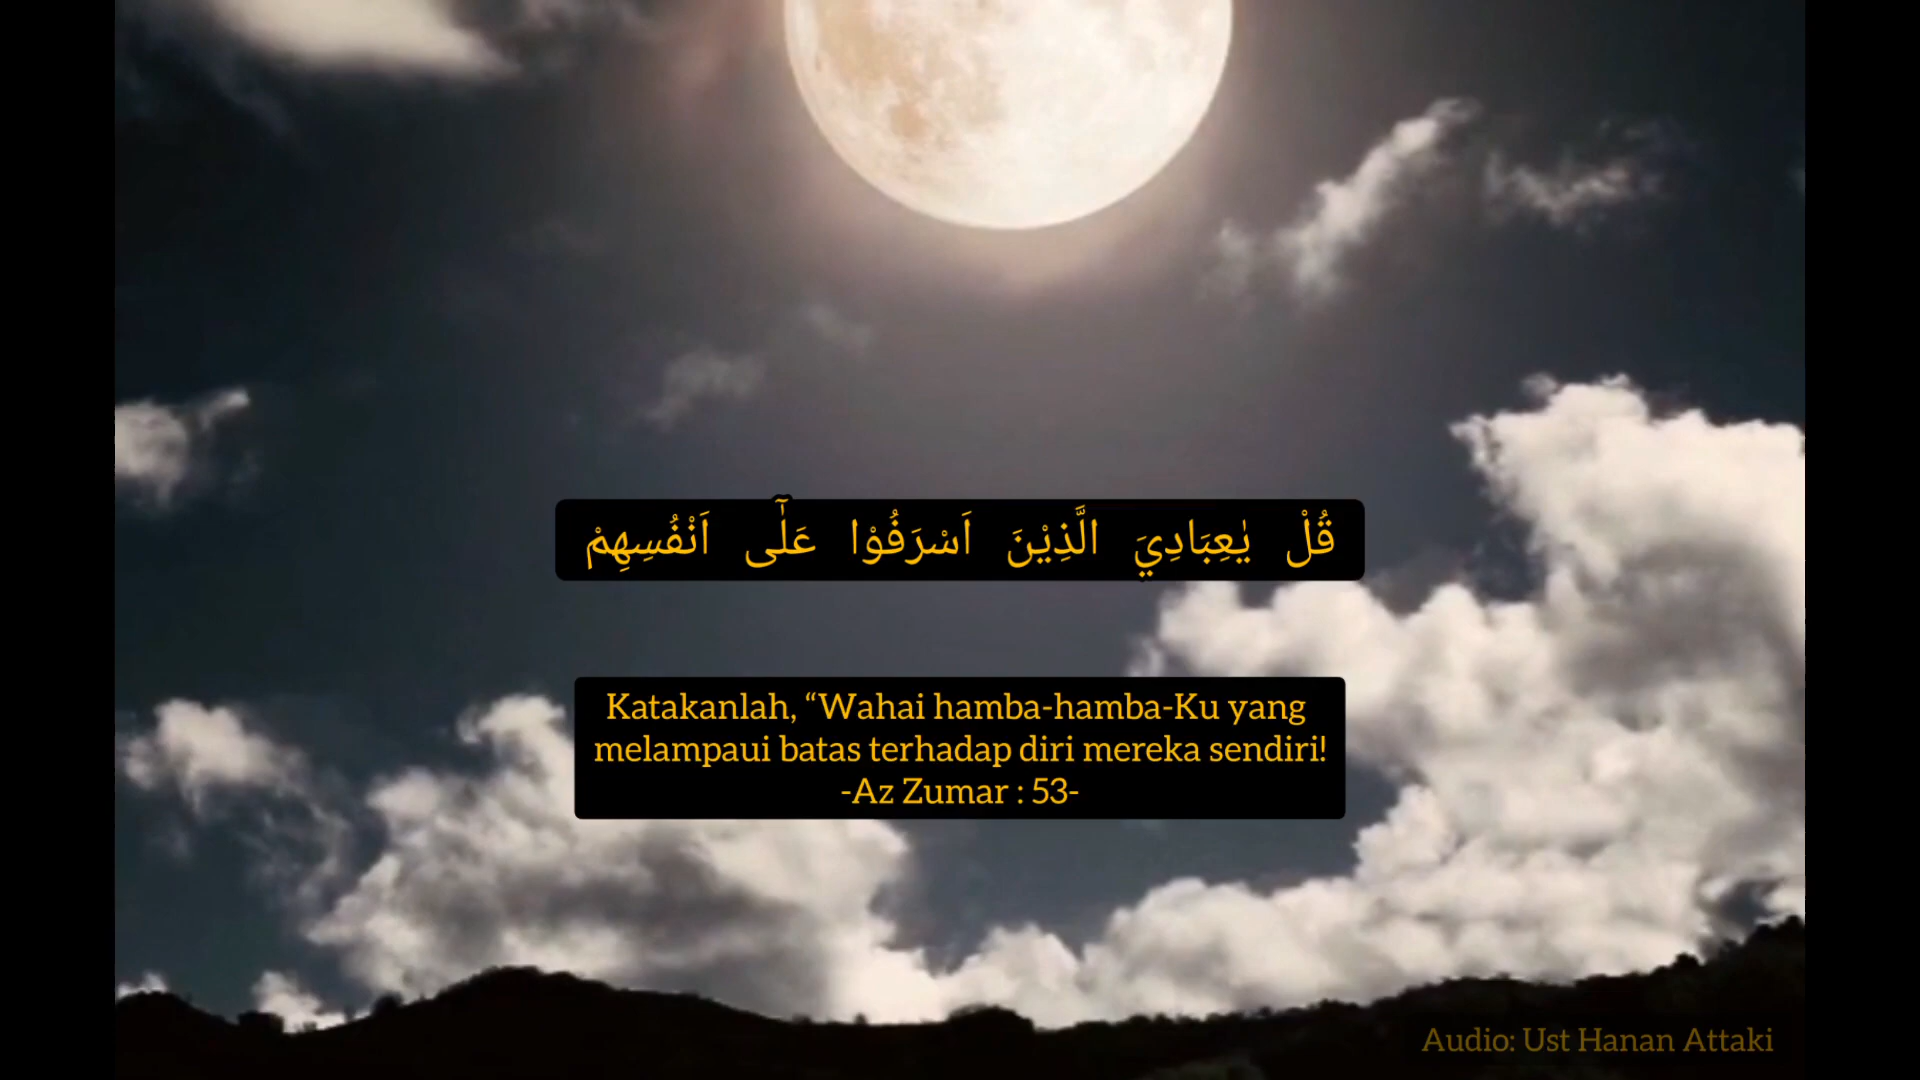 قُلْ يٰعِبَادِيَ الَّذِيْنَ اَسْرَفُوْا عَلٰٓى اَنْفُسِهِمْ
Katakanlah, “Wahai hamba-hamba-Ku yang
melampaui batas terhadap diri mereka sendiri!
-Az Zumar : 53-
Audio: Ust Hanan Attaki